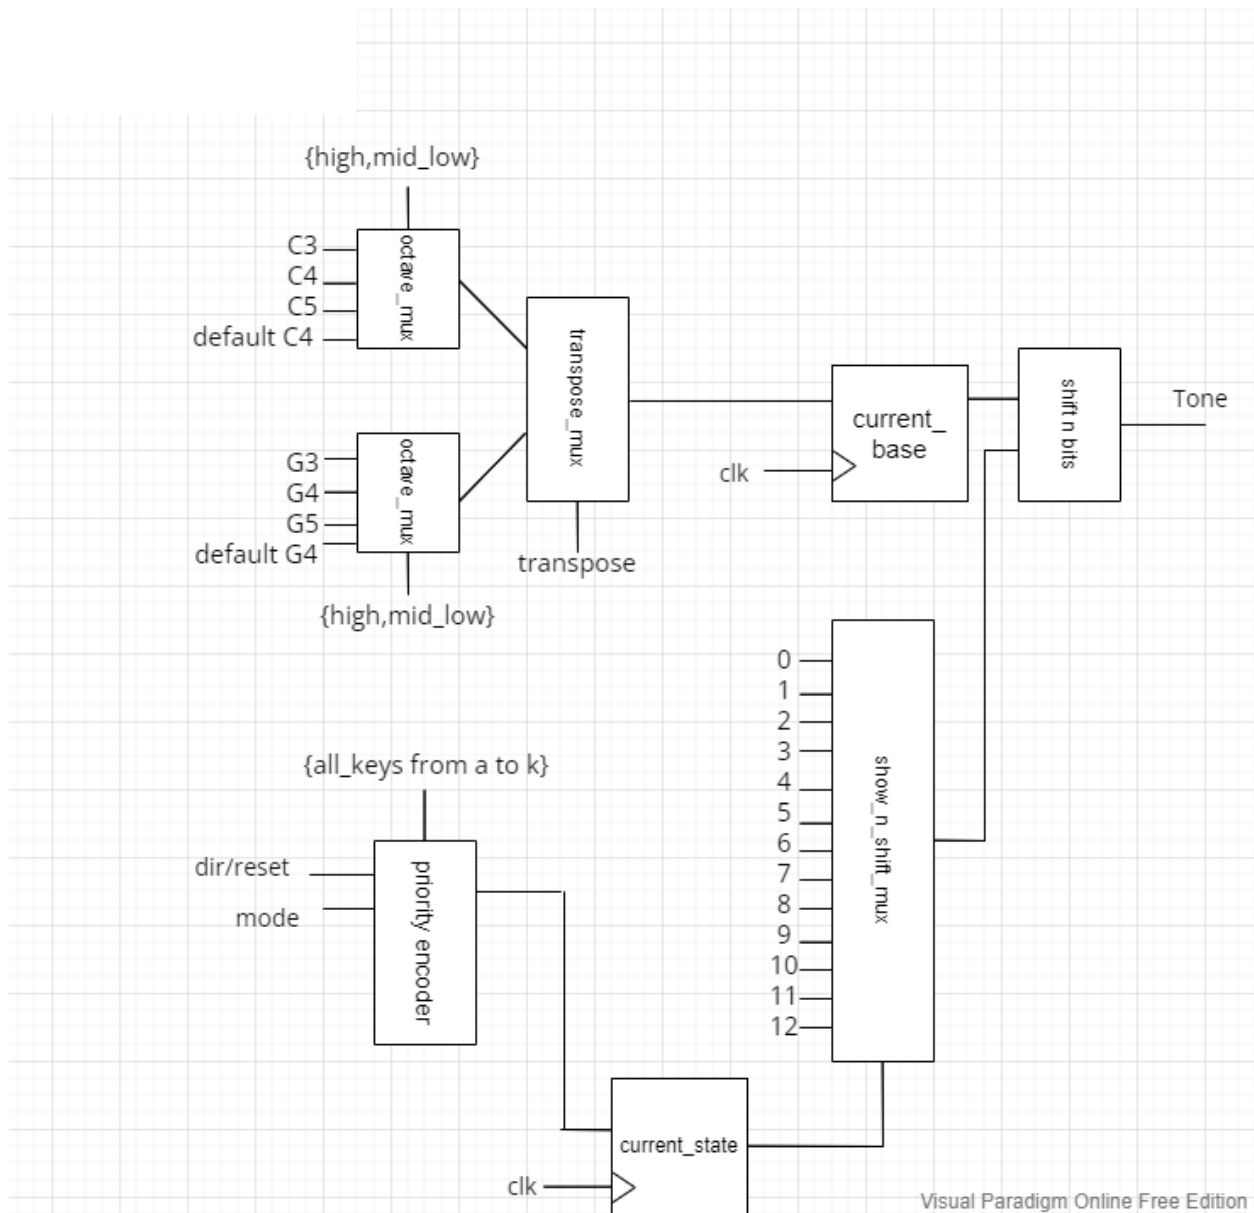 {high,mid_low}
C3
C4
C5
default C4
octave_mux
transpose_mux
G3
G4
G5
default G4
octave_mux
{high,mid_low}
transpose
current_
base
clk
shift n bits
Tone
0
1
2
3
4
5
6
7
8
9
10
11
12
show_n_shift_mux
{all_keys from a to k}
dir/reset
mode
priority encoder
current_state
clk
Visual Paradigm Online Free Edition